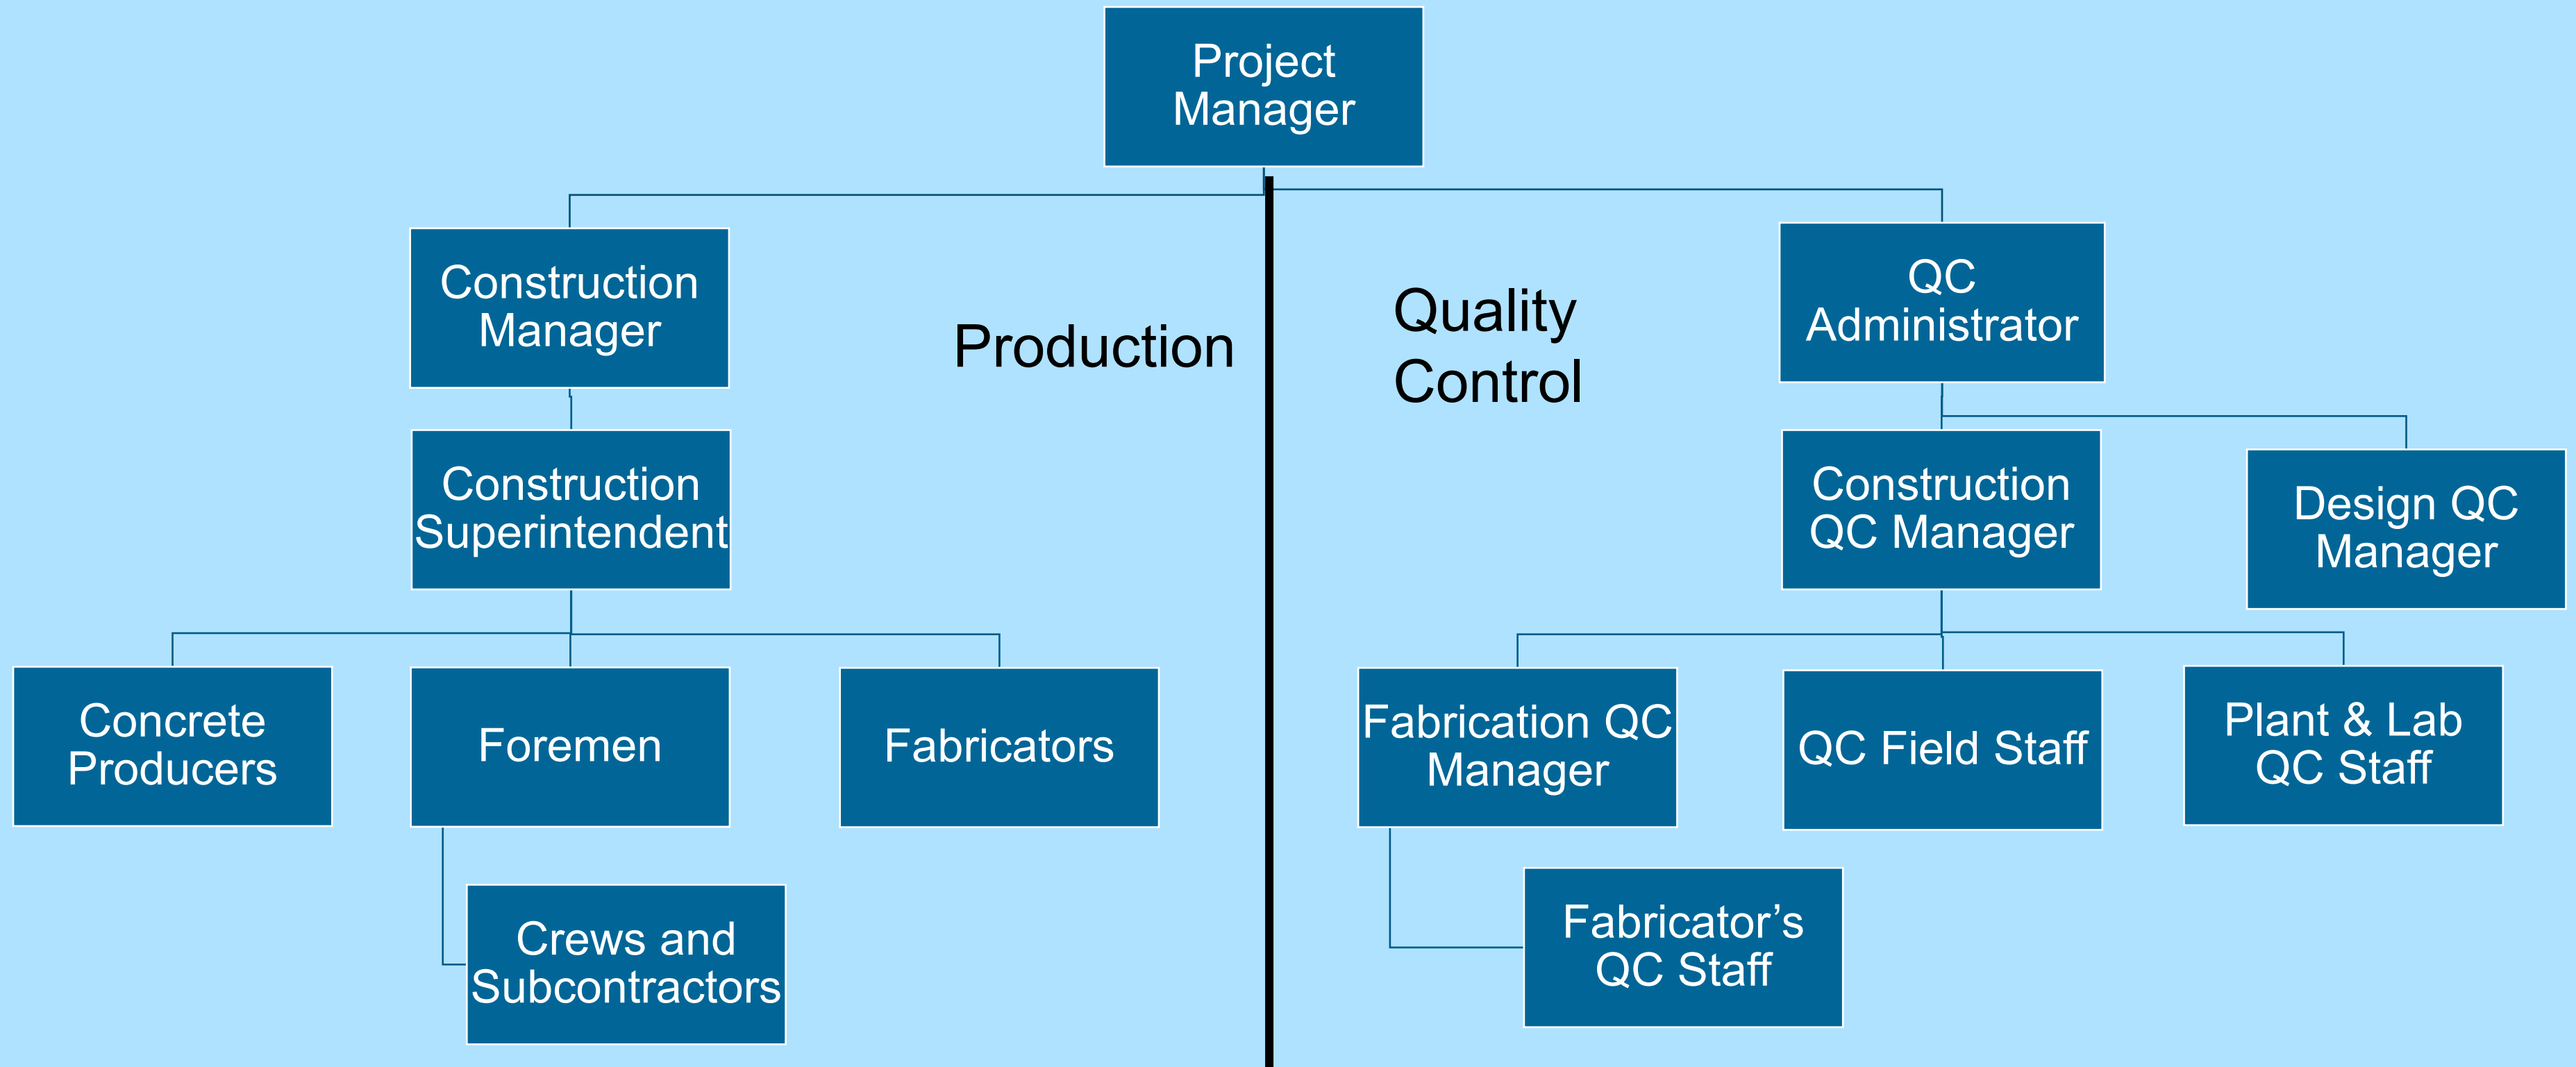 Project
Manager
Construction
Manager
Production
Quality
Control
QC
Administrator
Construction
Superintendent
Construction
QC Manager
Design QC
Manager
Concrete
Producers
Foremen
Fabricators
Fabrication QC
Manager
QC Field Staff
Plant & Lab
QC Staff
Crews and
Subcontractors
Fabricator’s
QC Staff